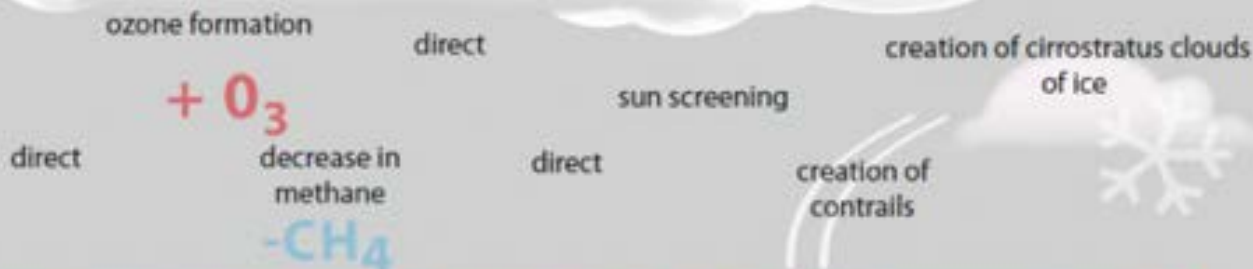 ozone formation
direct
creation of cirrostratus clouds
of ice
+ O3
sun screening
direct
decrease in
methane
direct
creation of
contrails
-CH4